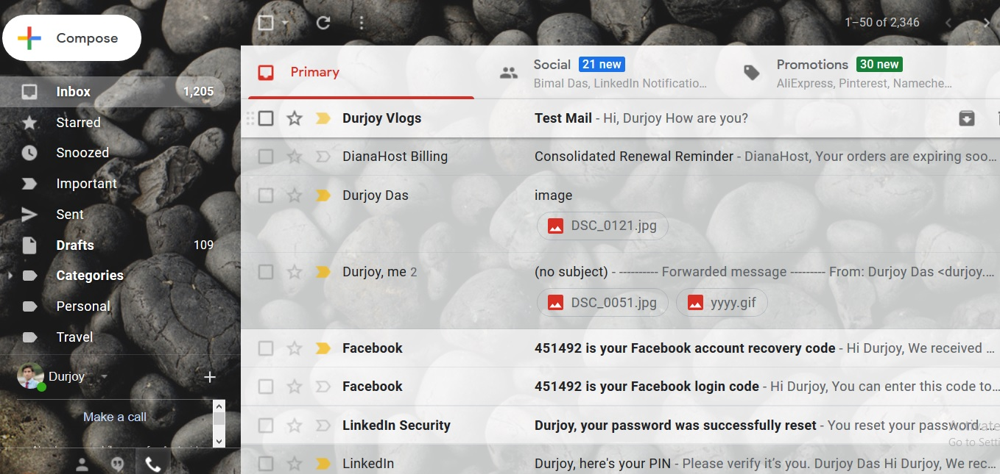 Compose
1–50 of 2,346
Inbox 1,205
Starred
Snoozed
Important
Sent
Drafts 109
Categories
Personal
Travel
Durjoy
Make a call
Primary
Social 21 new
Bimal Das, LinkedIn Notificatio...
Promotions 30 new
AliExpress, Pinterest, Nameche...
Durjoy Vlogs Test Mail - Hi, Durjoy How are you?
DianaHost Billing Consolidated Renewal Reminder - DianaHost, Your orders are expiring soo...
Durjoy Das image
DSC_0121.jpg
Durjoy, me 2 (no subject) - ---------- Forwarded message --------- From: Durjoy Das <durjoy....
DSC_0051.jpg yyyy.gif
Facebook 451492 is your Facebook account recovery code - Hi Durjoy, We received ...
Facebook 451492 is your Facebook login code - Hi Durjoy, You can enter this code to...
LinkedIn Security Durjoy, your password was successfully reset - You reset your password....
Activate
Go to Setti
LinkedIn Durjoy, here's your PIN - Please verify it's you. Durjoy Das Hi Durjoy, We rec...